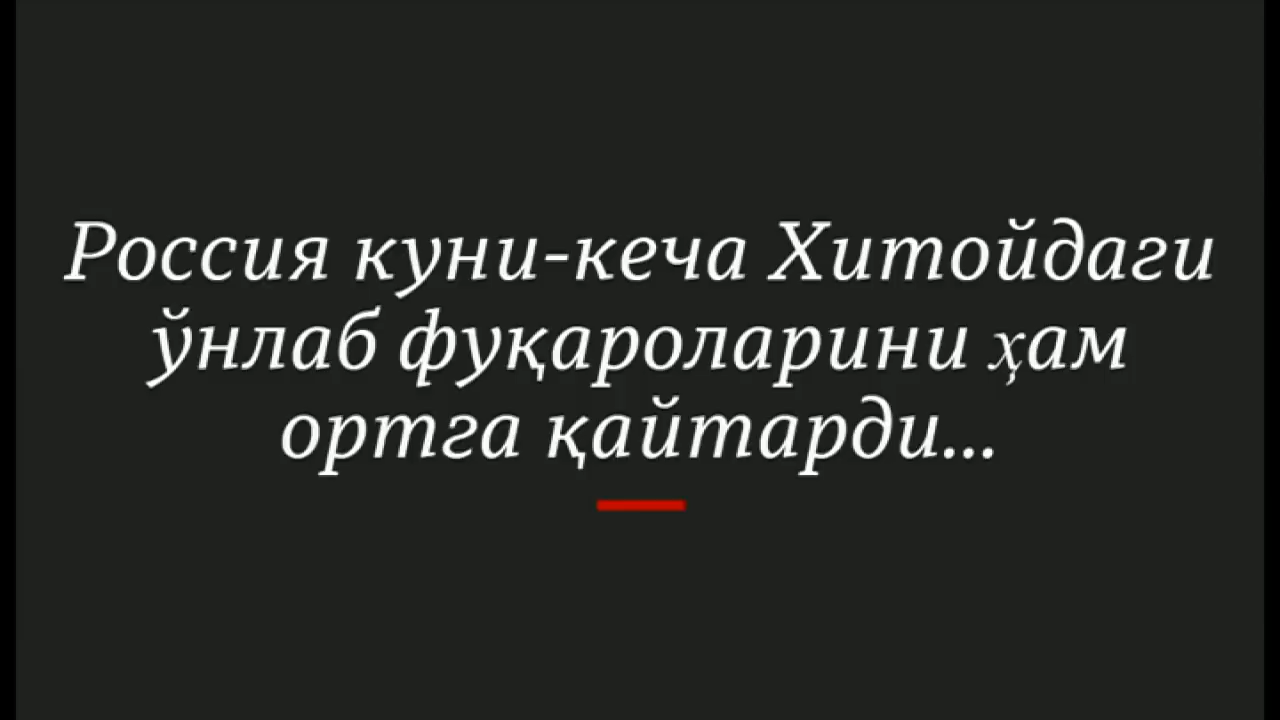 Россия куни-кеча Хитойдаги
ўнлаб фуқароларини ҳам
ортга қайтарди...